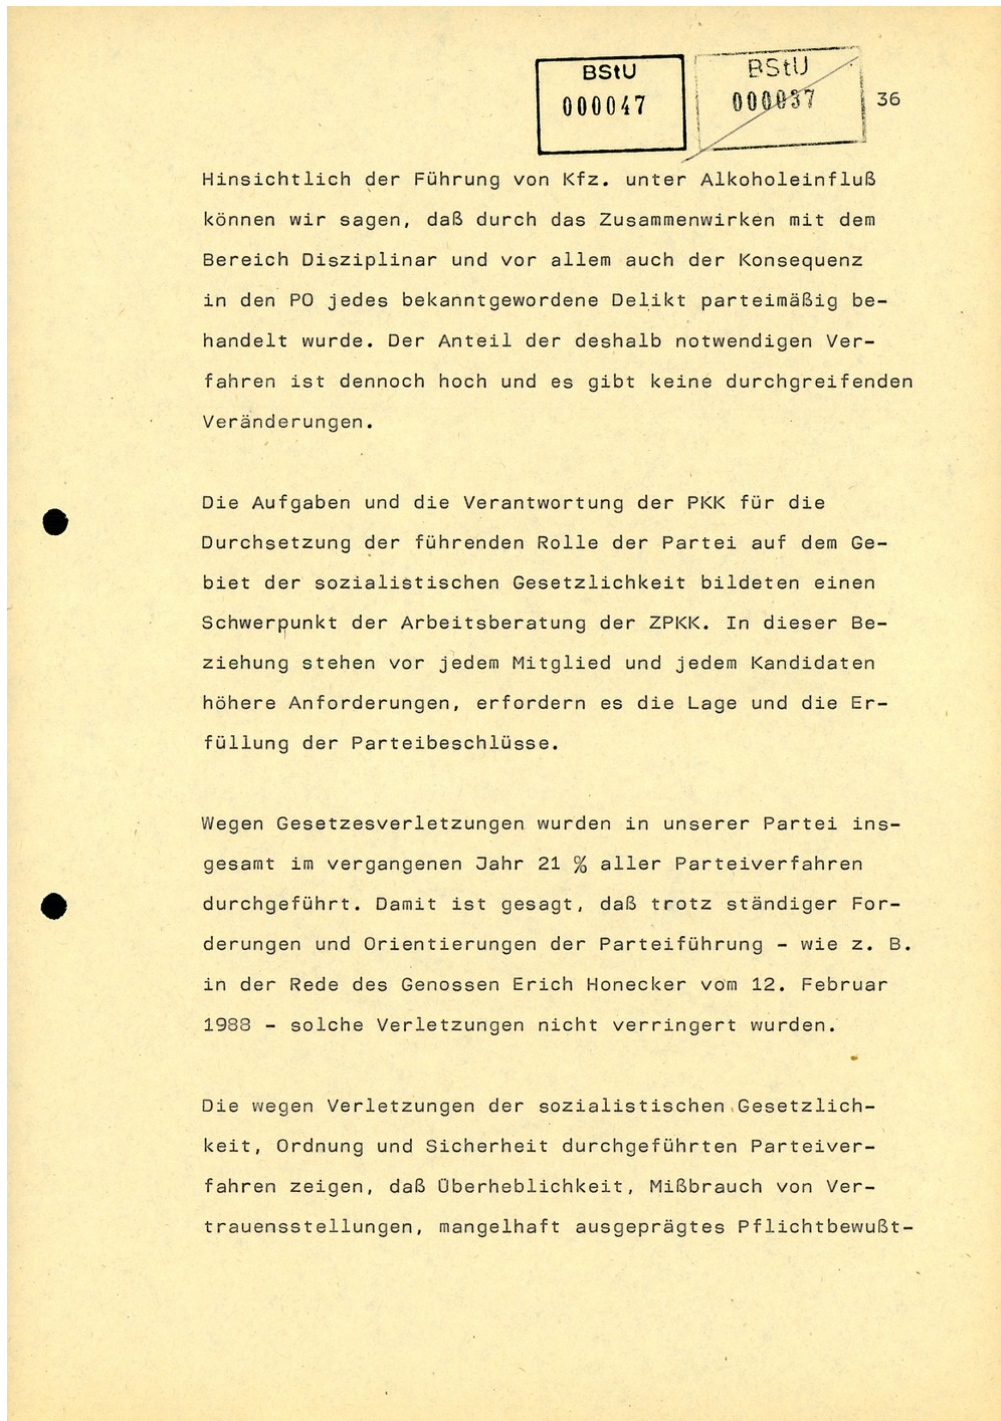 BStU
000047
BStU
000037
36
Hinsichtlich der Führung von Kfz. unter Alkoholeinfluß
können wir sagen, daß durch das Zusammenwirken mit dem
Bereich Disziplinar und vor allem auch der Konsequenz
in den PO jedes bekanntgewordene Delikt parteimäßig be-
handelt wurde. Der Anteil der deshalb notwendigen Ver-
fahren ist dennoch hoch und es gibt keine durchgreifenden
Veränderungen.
Die Aufgaben und die Verantwortung der PKK für die
Durchsetzung der führenden Rolle der Partei auf dem Ge-
biet der sozialistischen Gesetzlichkeit bildeten einen
Schwerpunkt der Arbeitsberatung der ZPKK. In dieser Be-
ziehung stehen vor jedem Mitglied und jedem Kandidaten
höhere Anforderungen, erfordern es die Lage und die Er-
füllung der Parteibeschlüsse.
Wegen Gesetzesverletzungen wurden in unserer Partei ins-
gesamt im vergangenen Jahr 21 % aller Parteiverfahren
durchgeführt. Damit ist gesagt, daß trotz ständiger For-
derungen und Orientierungen der Parteiführung - wie z. B.
in der Rede des Genossen Erich Honecker vom 12. Februar
1988 - solche Verletzungen nicht verringert wurden.
Die wegen Verletzungen der sozialistischen Gesetzlich-
keit, Ordnung und Sicherheit durchgeführten Parteiver-
fahren zeigen, daß Überheblichkeit, Mißbrauch von Ver-
trauensstellungen, mangelhaft ausgeprägtes Pflichtbewußt-